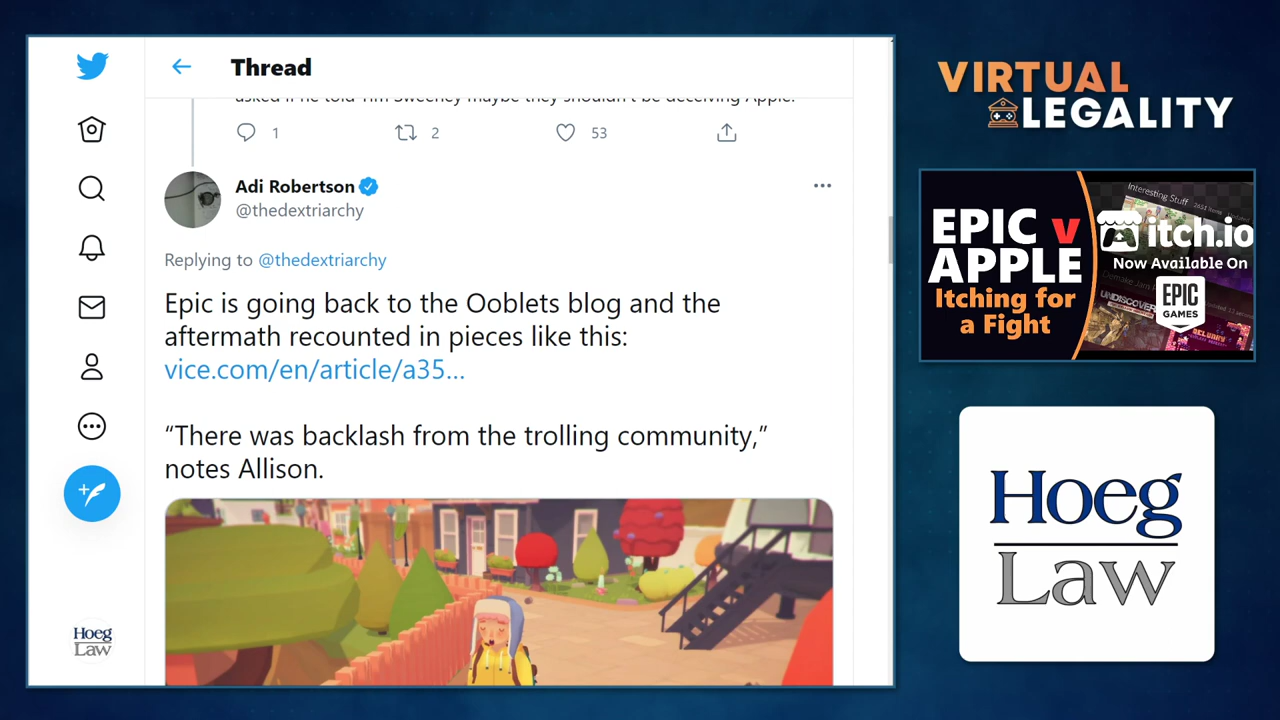 Thread
asked if he told Tim Sweeney maybe they shouldn't be deceiving Apple.
1
2
53
Adi Robertson
@thedextriarchy
Replying to @thedextriarchy
Epic is going back to the Ooblets blog and the
aftermath recounted in pieces like this:
vice.com/en/article/a35...
“There was backlash from the trolling community,”
notes Allison.
Hoeg
Law
VIRTUAL
LEGALITY
EPIC v
APPLE
Itching for
a Fight
Interesting Stuff
itch.io
Now Available On
EPIC
GAMES
UNDISCOVER
Hoeg
Law